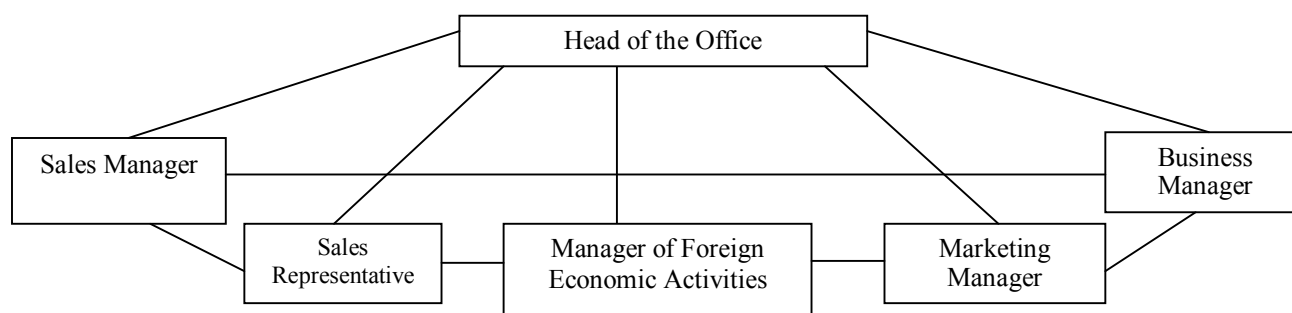 Head of the Office
Sales Manager
Business
Manager
Sales
Representative
Manager of Foreign
Economic Activities
Marketing
Manager